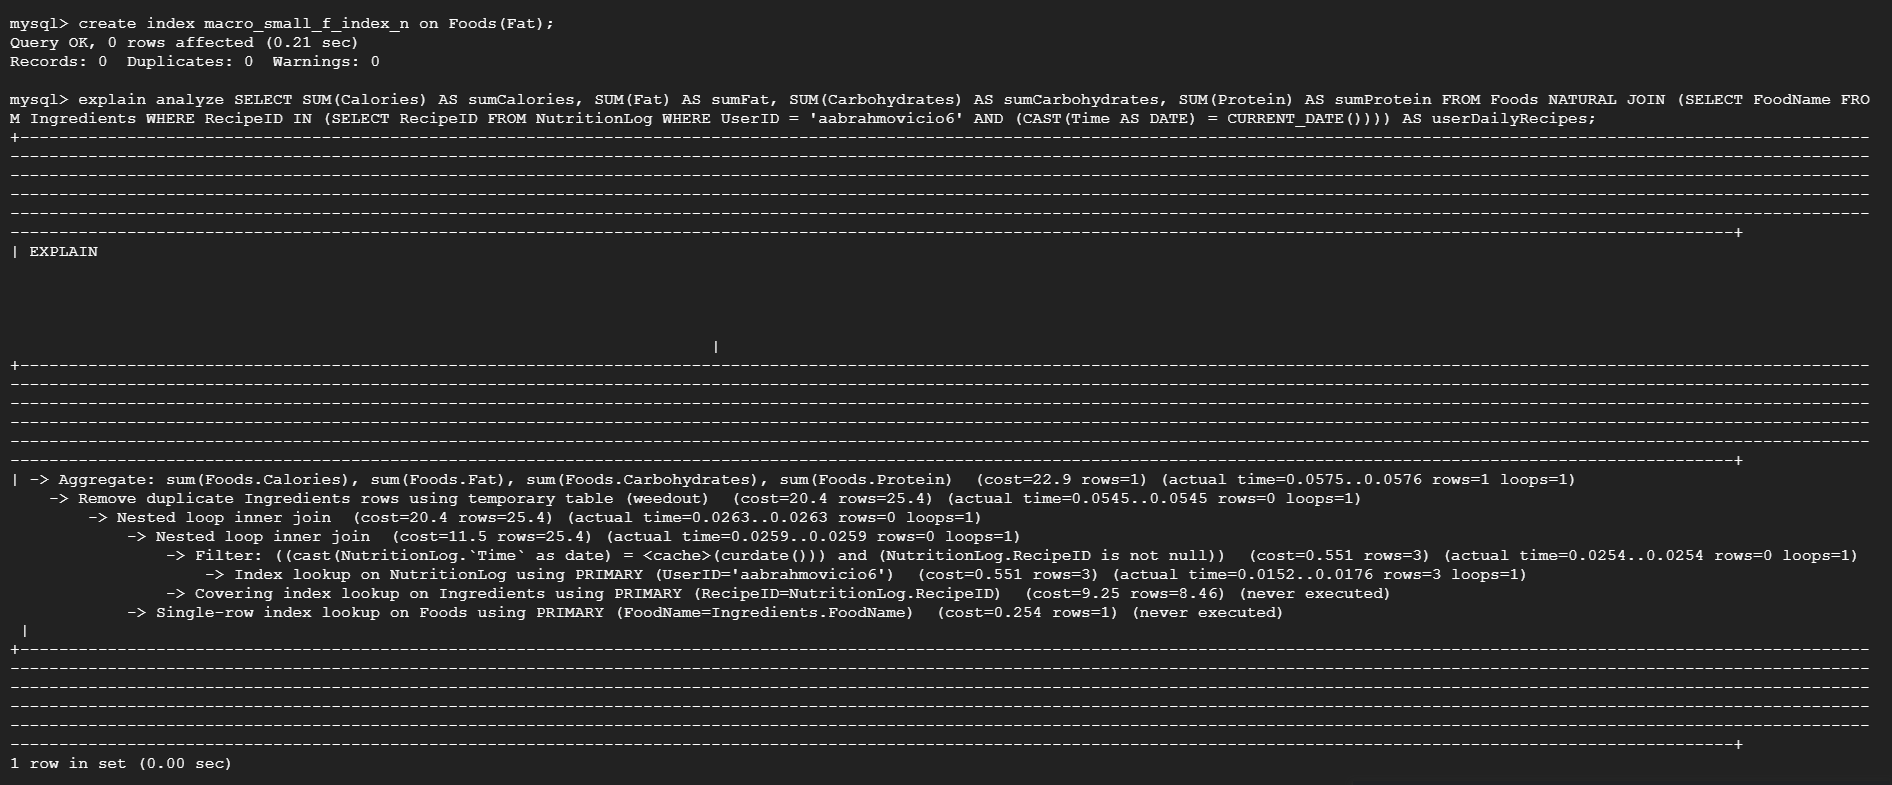 mysql> create index macro_small_f_index_n on Foods(Fat);
Query OK, 0 rows affected (0.21 sec)
Records: 0  Duplicates: 0  Warnings: 0

mysql> explain analyze SELECT SUM(Calories) AS sumCalories, SUM(Fat) AS sumFat, SUM(Carbohydrates) AS sumCarbohydrates, SUM(Protein) AS sumProtein FROM Foods NATURAL JOIN (SELECT FoodName FRO
M Ingredients WHERE RecipeID IN (SELECT RecipeID FROM NutritionLog WHERE UserID = 'aabrahmovicio6' AND (CAST(Time AS DATE) = CURRENT_DATE()))) AS userDailyRecipes;
| EXPLAIN
|
| -> Aggregate: sum(Foods.Calories), sum(Foods.Fat), sum(Foods.Carbohydrates), sum(Foods.Protein)  (cost=22.9 rows=1) (actual time=0.0575..0.0576 rows=1 loops=1)
    -> Remove duplicate Ingredients rows using temporary table (weedout)  (cost=20.4 rows=25.4) (actual time=0.0545..0.0545 rows=0 loops=1)
        -> Nested loop inner join  (cost=20.4 rows=25.4) (actual time=0.0263..0.0263 rows=0 loops=1)
            -> Nested loop inner join  (cost=11.5 rows=25.4) (actual time=0.0259..0.0259 rows=0 loops=1)
                -> Filter: ((cast(NutritionLog.`Time` as date) = <cache>(curdate())) and (NutritionLog.RecipeID is not null))  (cost=0.551 rows=3) (actual time=0.0254..0.0254 rows=0 loops=1)
                    -> Index lookup on NutritionLog using PRIMARY (UserID='aabrahmovicio6')  (cost=0.551 rows=3) (actual time=0.0152..0.0176 rows=3 loops=1)
                -> Covering index lookup on Ingredients using PRIMARY (RecipeID=NutritionLog.RecipeID)  (cost=9.25 rows=8.46) (never executed)
            -> Single-row index lookup on Foods using PRIMARY (FoodName=Ingredients.FoodName)  (cost=0.254 rows=1) (never executed)
 |
1 row in set (0.00 sec)